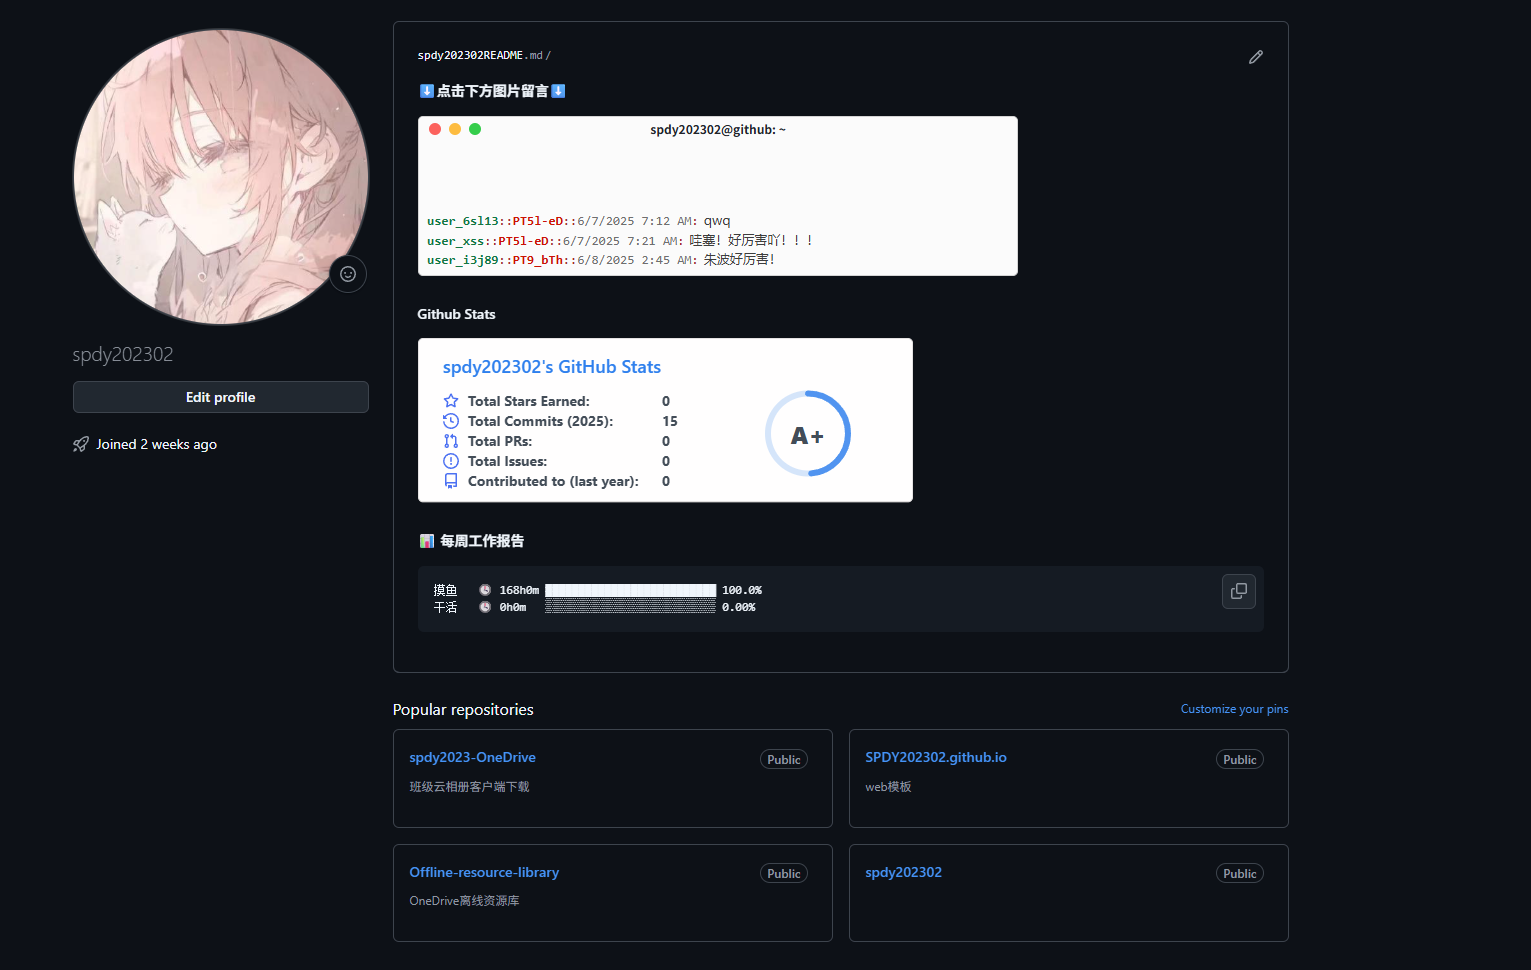 spdy202302
Edit profile
Joined 2 weeks ago
spdy202302README.md/
⬇️点击下方图片留言⬇️
spdy202302@github: ~
user_6sl13::PT5l-eD::6/7/2025 7:12 AM: qwq
user_xss::PT5l-eD::6/7/2025 7:21 AM: 哇塞！好厉害吖！！！
user_i3j89::PT9_bTh::6/8/2025 2:45 AM: 朱波好厉害！
Github Stats
spdy202302's GitHub Stats
Total Stars Earned: 0
Total Commits (2025): 15
Total PRs: 0
Total Issues: 0
Contributed to (last year): 0
A+
📊 每周工作报告
摸鱼 🕓 168h0m 100.0%
干活 🕓 0h0m 0.00%
Popular repositories
Customize your pins
spdy2023-OneDrive Public
班级云相册客户端下载
SPDY202302.github.io Public
web模板
Offline-resource-library Public
OneDrive离线资源库
spdy202302 Public